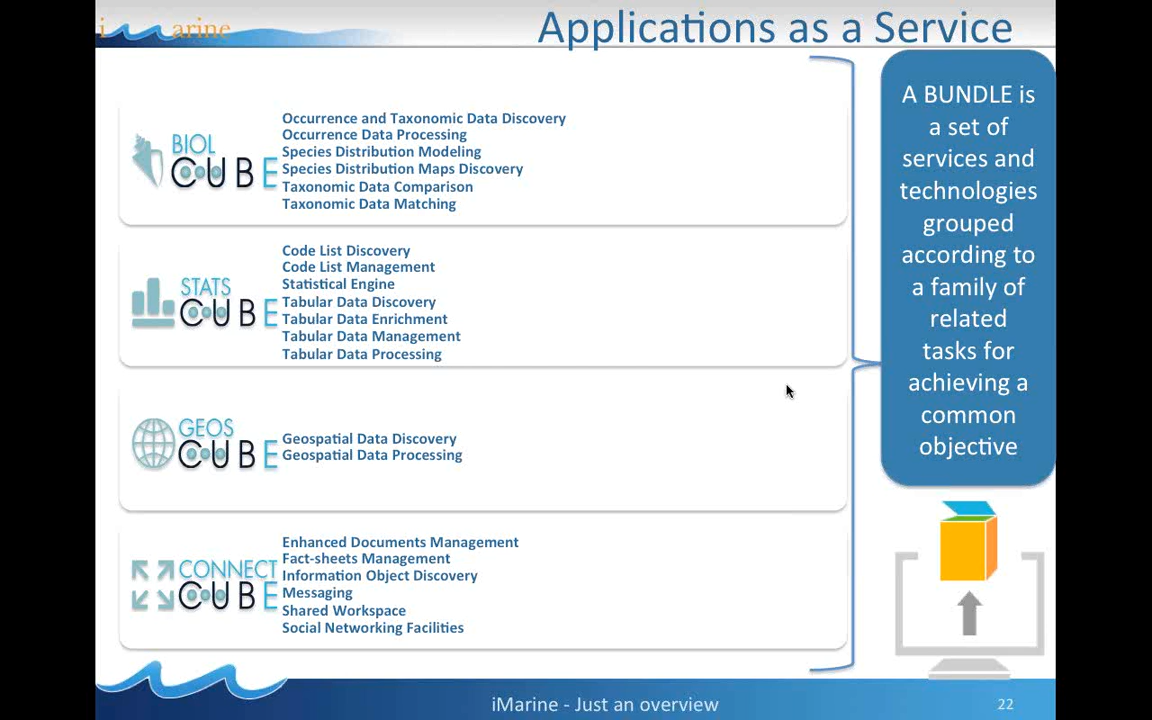 i arine
Applications as a Service
BIOL
CUBE
Occurrence and Taxonomic Data Discovery
Occurrence Data Processing
Species Distribution Modeling
Species Distribution Maps Discovery
Taxonomic Data Comparison
Taxonomic Data Matching
STATS
CUBE
Code List Discovery
Code List Management
Statistical Engine
Tabular Data Discovery
Tabular Data Enrichment
Tabular Data Management
Tabular Data Processing
GEOS
CUBE
Geospatial Data Discovery
Geospatial Data Processing
CONNECT
CUBE
Enhanced Documents Management
Fact-sheets Management
Information Object Discovery
Messaging
Shared Workspace
Social Networking Facilities
A BUNDLE is
a set of
services and
technologies
grouped
according to
a family of
related
tasks for
achieving a
common
objective
iMarine - Just an overview
22